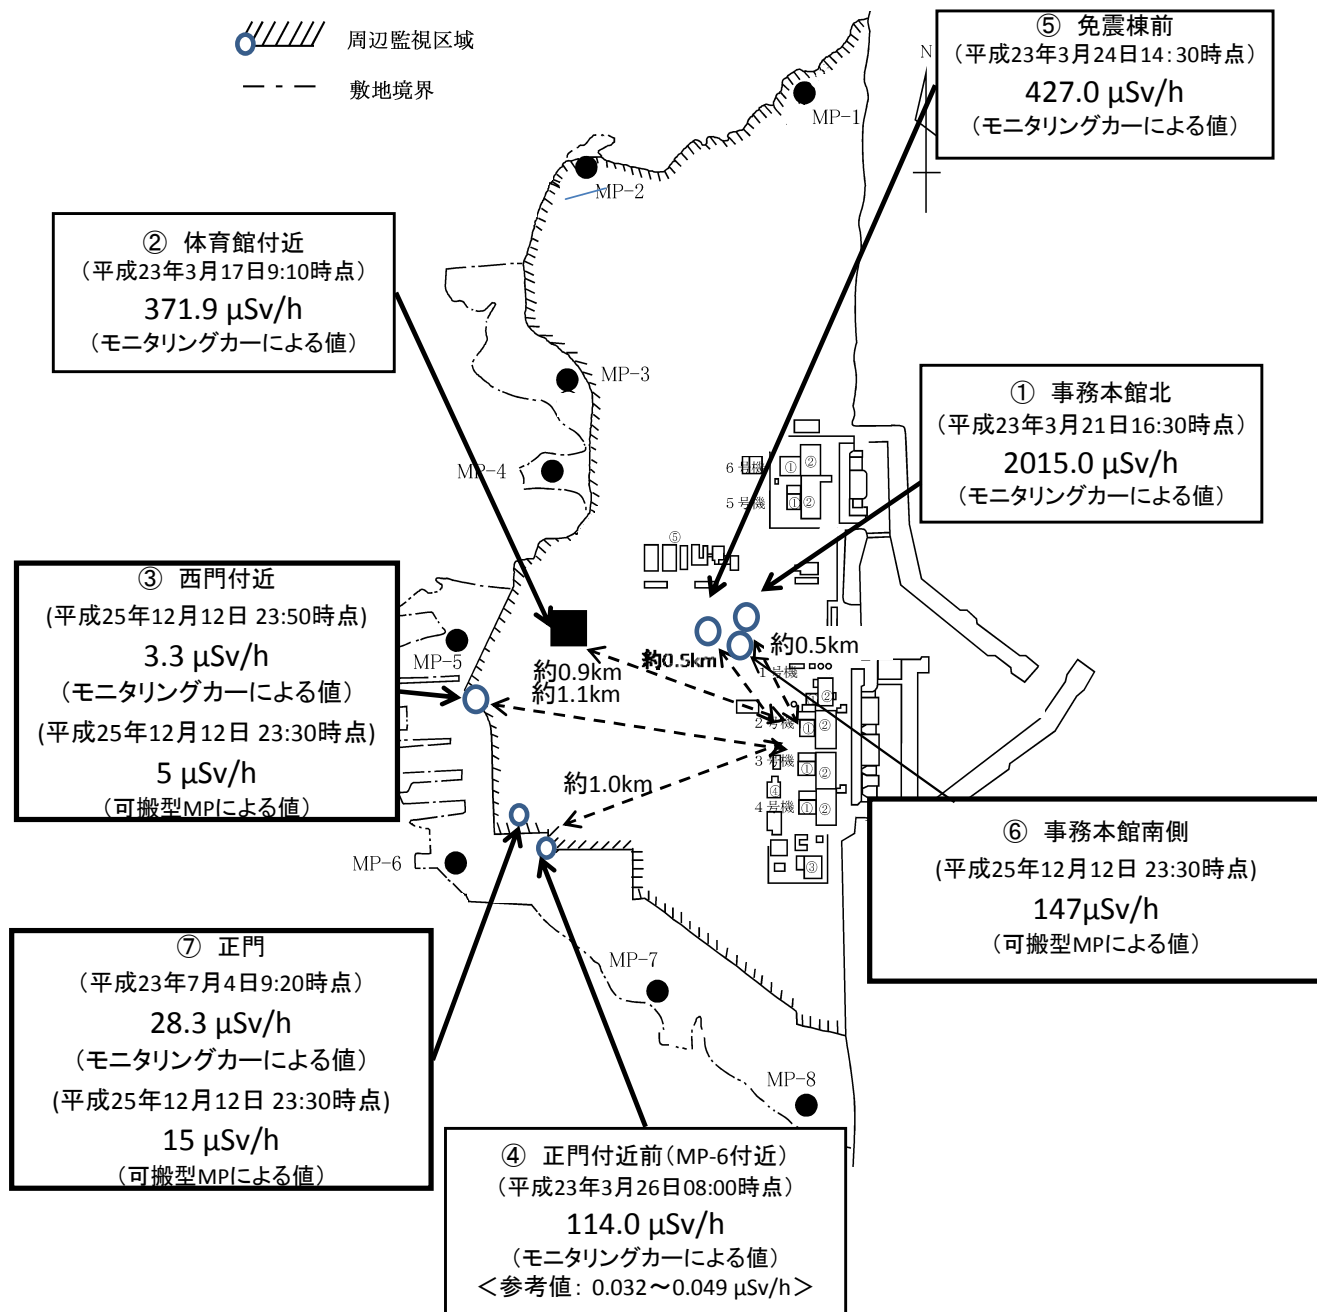 周辺監視区域
敷地境界
⑤ 免震棟前
（平成23年3月24日14:30時点）
427.0 μSv/h
（モニタリングカーによる値）
N
MP-1
MP-2
② 体育館付近
（平成23年3月17日9:10時点）
371.9 μSv/h
（モニタリングカーによる値）
MP-3
① 事務本館北
（平成23年3月21日16:30時点）
2015.0 μSv/h
（モニタリングカーによる値）
MP-4
6号機
①
②
5号機
①
②
⑤
③ 西門付近
(平成25年12月12日 23:50時点)
3.3 μSv/h
（モニタリングカーによる値）
(平成25年12月12日 23:30時点)
5 μSv/h
（可搬型MPによる値）
MP-5
約0.9km
約1.1km
約0.5km
約0.5km
1号機
②
2号機
①
②
3号機
①
②
約1.0km
④
4号機
①
②
③
MP-6
⑥ 事務本館南側
(平成25年12月12日 23:30時点)
147μSv/h
（可搬型MPによる値）
⑦ 正門
（平成23年7月4日9:20時点）
28.3 μSv/h
（モニタリングカーによる値）
(平成25年12月12日 23:30時点)
15 μSv/h
（可搬型MPによる値）
MP-7
MP-8
④ 正門付近前（MP-6付近）
（平成23年3月26日08:00時点）
114.0 μSv/h
（モニタリングカーによる値）
＜参考値： 0.032～0.049 μSv/h＞